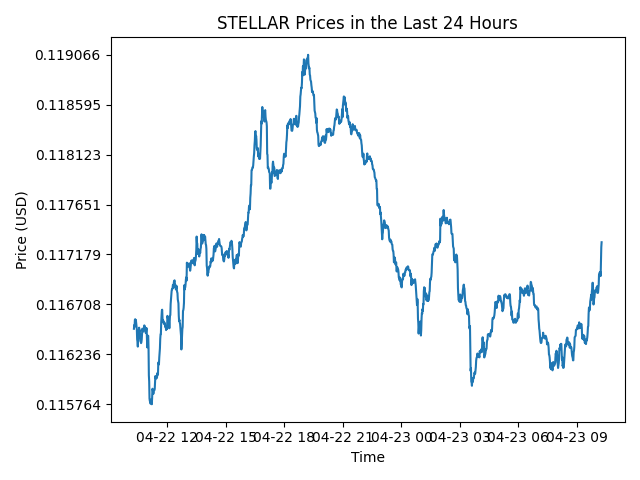 STELLAR Prices in the Last 24 Hours
0.119066
0.118595
0.118123
0.117651
0.117179
0.116708
0.116236
0.115764
Price (USD)
04-22 12 04-22 15 04-22 18 04-22 21 04-23 00 04-23 03 04-23 06 04-23 09
Time